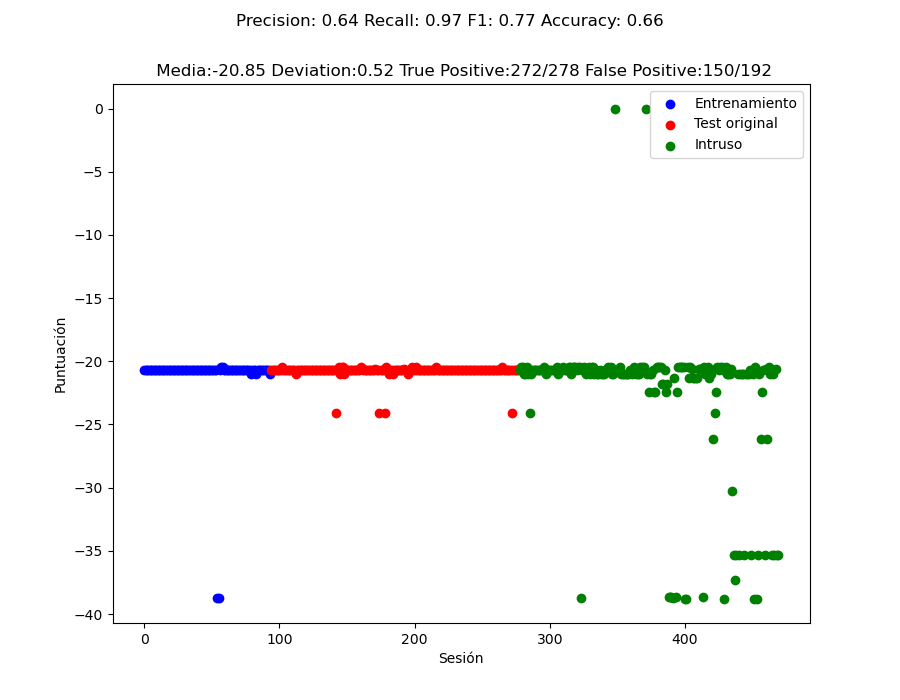 Precision: 0.64 Recall: 0.97 F1: 0.77 Accuracy: 0.66
Media:-20.85 Deviation:0.52 True Positive:272/278 False Positive:150/192
Entrenamiento
Test original
Intruso
Puntuación
0
−5
−10
−15
−20
−25
−30
−35
−40
0 100 200 300 400
Sesión